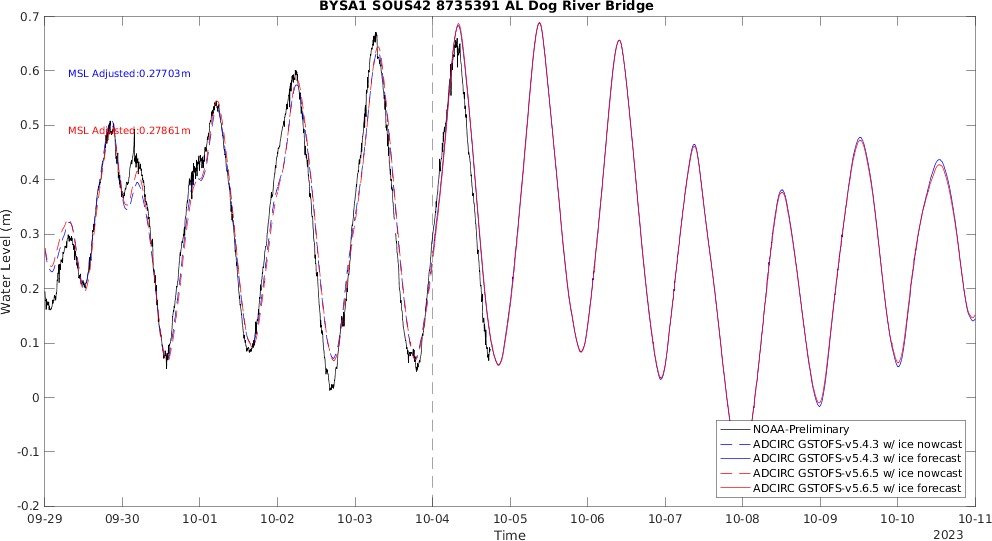 BYSA1 SOUS42 8735391 AL Dog River Bridge
0.7
0.6
0.5
0.4
0.3
0.2
0.1
0
-0.1
-0.2
Water Level (m)
MSL Adjusted:0.27703m
MSL Adjusted:0.27861m
NOAA-Preliminary
ADCIRC GSTOFS-v5.4.3 w/ ice nowcast
ADCIRC GSTOFS-v5.4.3 w/ ice forecast
ADCIRC GSTOFS-v5.6.5 w/ ice nowcast
ADCIRC GSTOFS-v5.6.5 w/ ice forecast
09-29 09-30 10-01 10-02 10-03 10-04 10-05 10-06 10-07 10-08 10-09 10-10 10-11
Time
2023